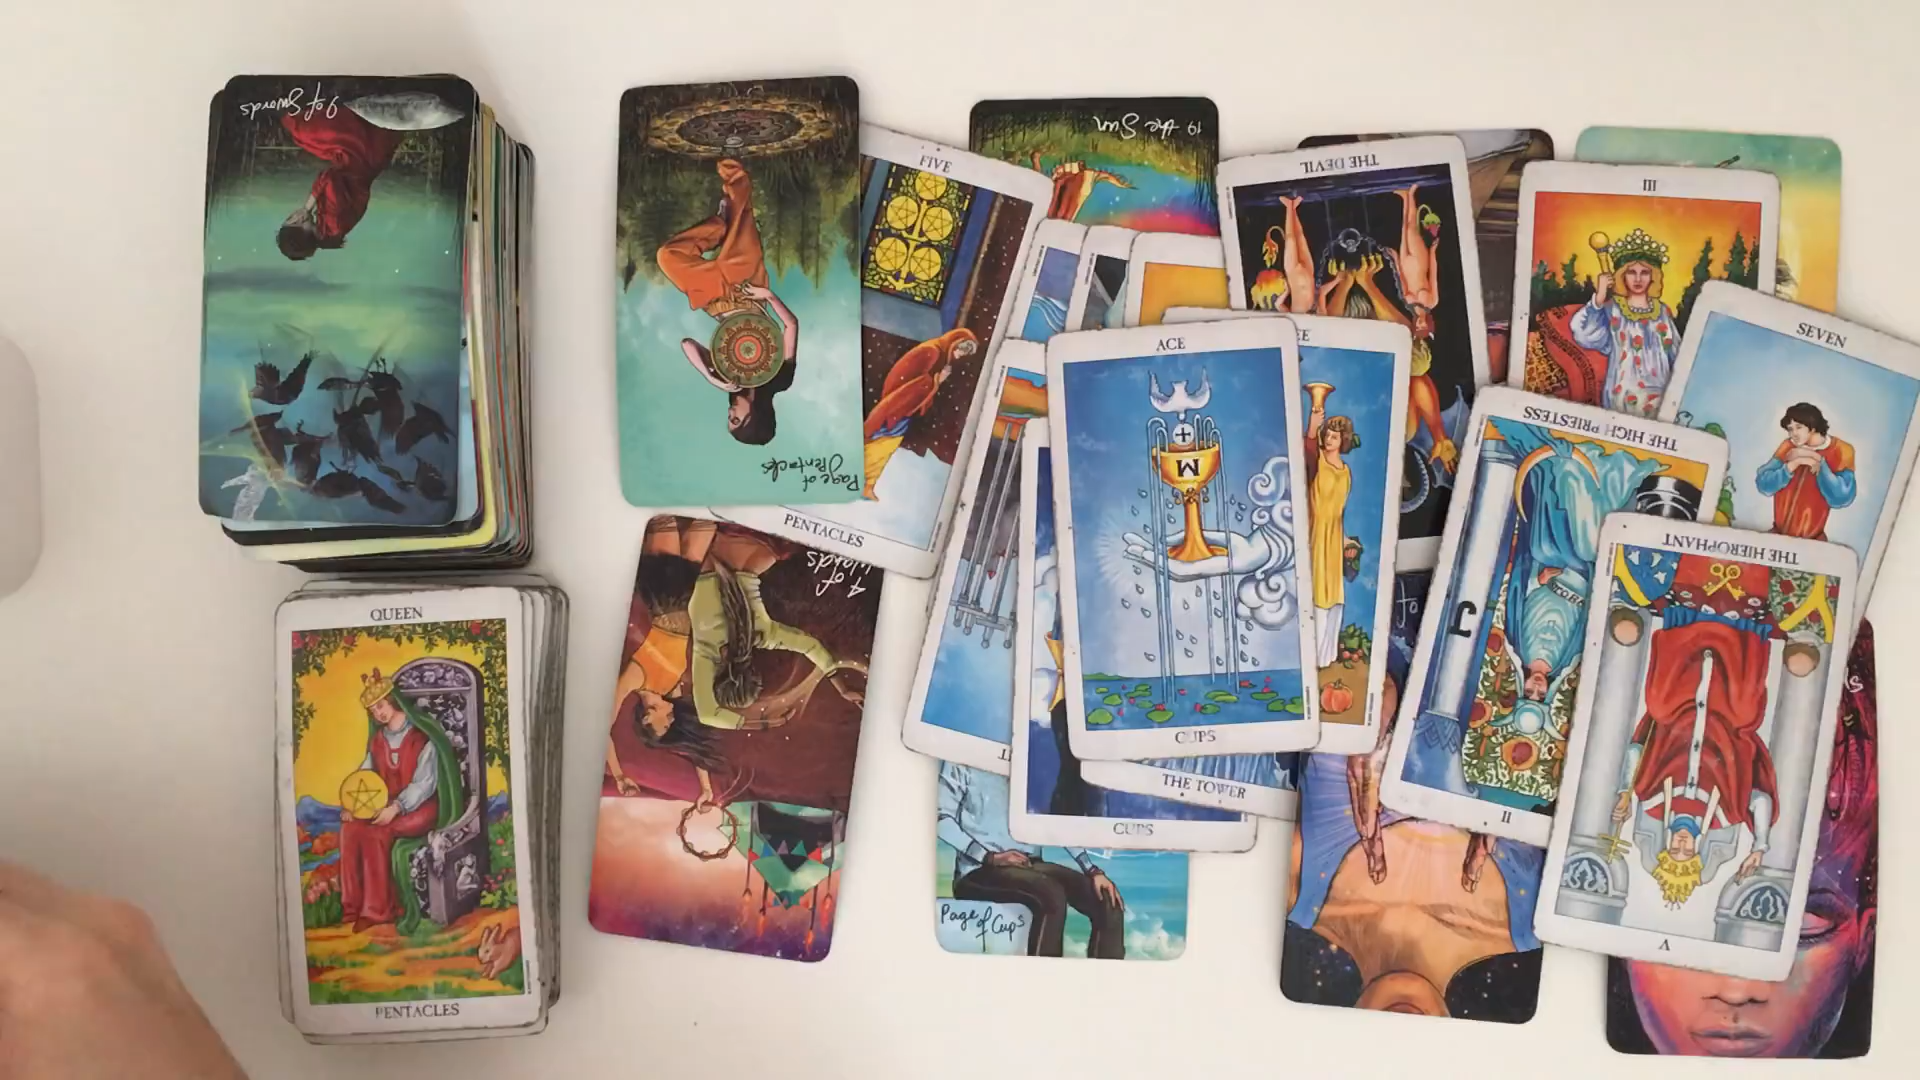 9 of Swords
QUEEN
PENTACLES
Page of
Pentacles
FIVE
PENTACLES
4 of
Wands
19 the Sun
ACE
CUPS
CUPS
THE TOWER
Page of Cups
THE DEVIL
III
SEVEN
THE HIGH PRIESTESS
J
TORA
II
THE HIEROPHANT
V